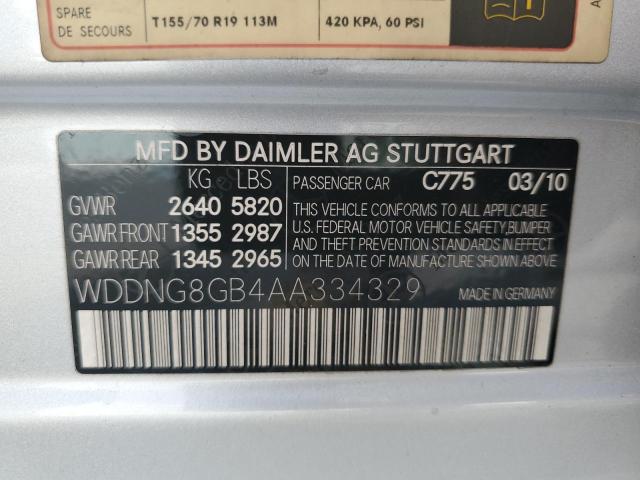 SPARE
DE SECOURS
T155/70 R19 113M
420 KPA, 60 PSI
MFD BY DAIMLER AG STUTTGART
KG LBS
PASSENGER CAR C775 03/10
GVWR 2640 5820
GAWR FRONT 1355 2987
GAWR REAR 1345 2965
THIS VEHICLE CONFORMS TO ALL APPLICABLE
U.S. FEDERAL MOTOR VEHICLE SAFETY,BUMPER
AND THEFT PREVENTION STANDARDS IN EFFECT
ON THE DATE OF MANUFACTURE SHOWN ABOVE.
WDDNG8GB4AA334329
MADE IN GERMANY